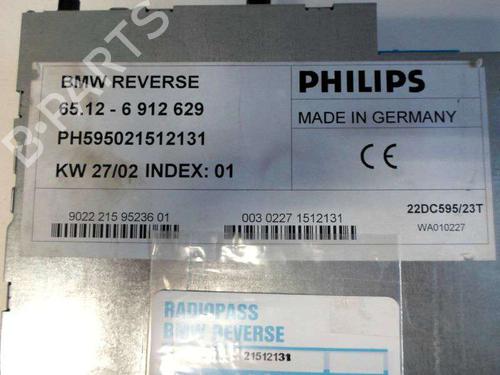 B-PARTS
BMW REVERSE
65.12 - 6 912 629
PH595021512131
KW 27/02 INDEX: 01
PHILIPS
MADE IN GERMANY
CE
9022 215 95236 01
003 0227 1512131
22DC595/23T
WA010227
RADIOPASS
BMW REVERSE
21512131